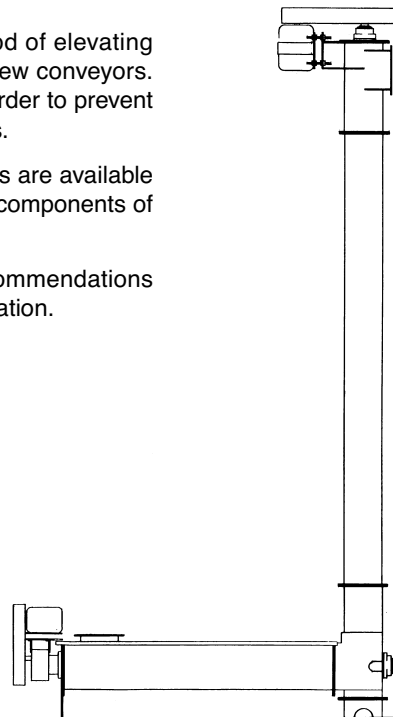 od of elevating
ew conveyors.
rder to prevent
s.
s are available
components of
ommendations
ation.